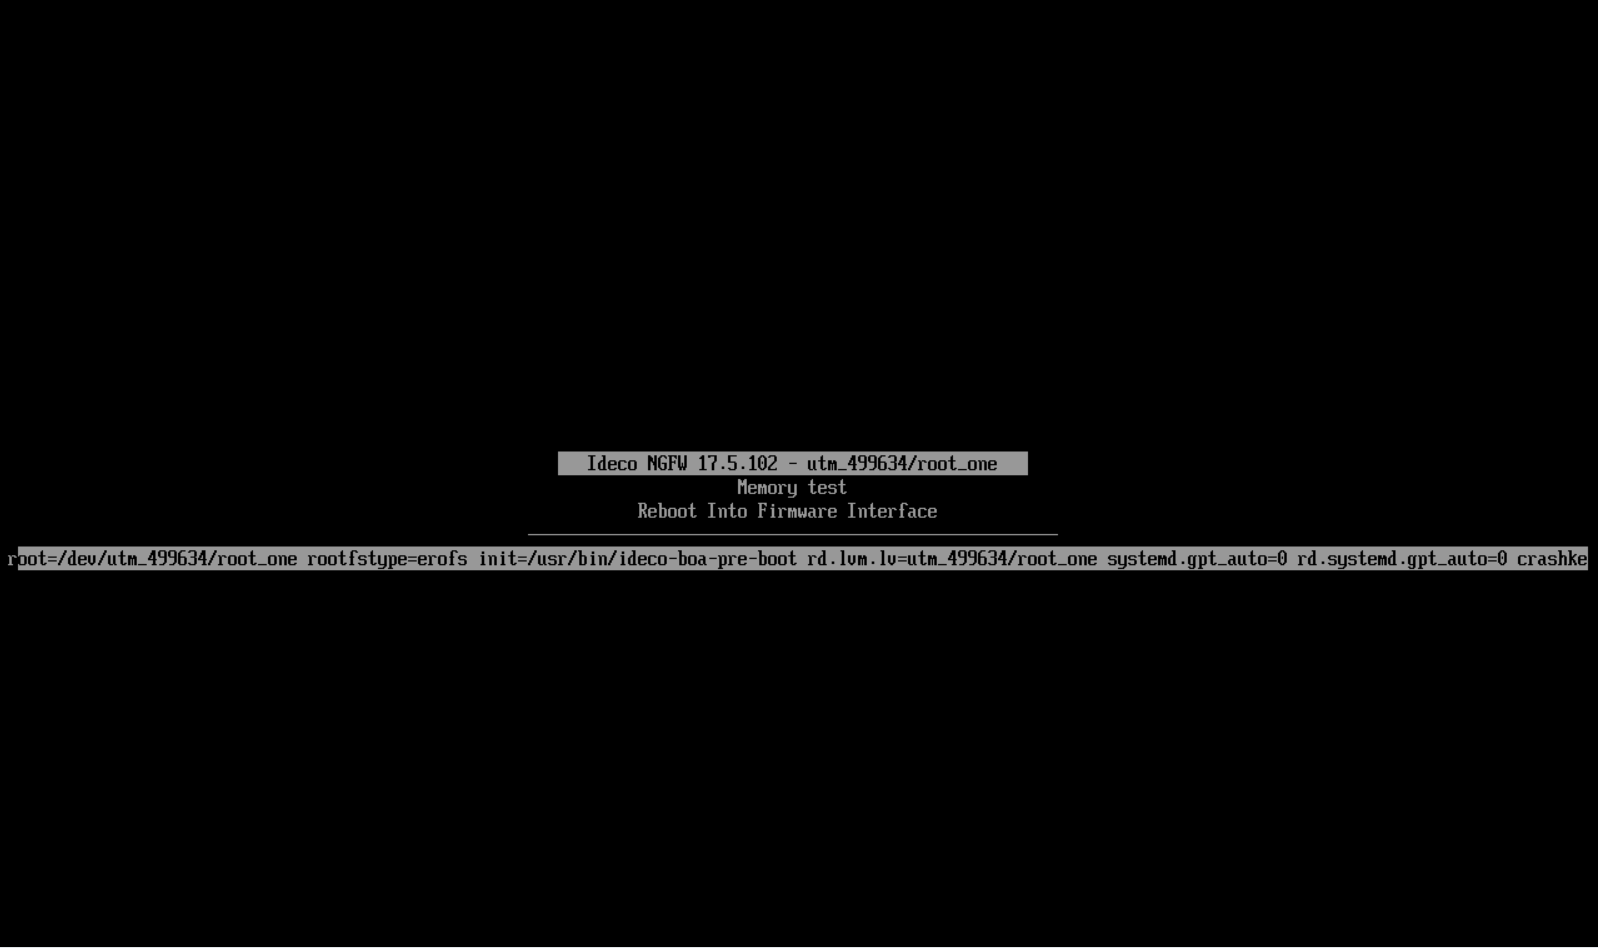 Ideco NGFW 17.5.102 - utm_499634/root_one
Memory test
Reboot Into Firmware Interface
root=/dev/utm_499634/root_one rootfstype=erofs init=/usr/bin/ideco-boa-pre-boot rd.lvm.lv=utm_499634/root_one systemd.gpt_auto=0 rd.systemd.gpt_auto=0 crashke